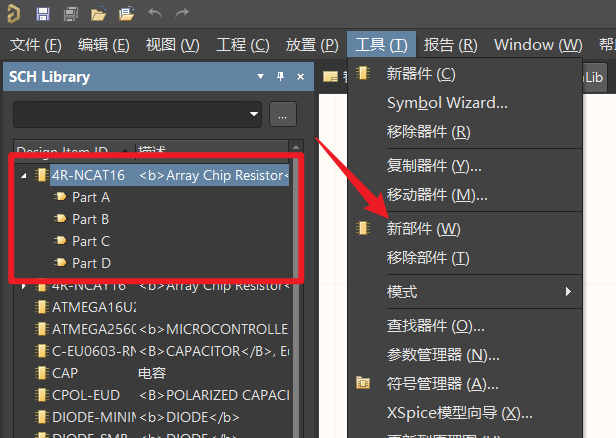 文件 (F) 编辑 (E) 视图 (V) 工程 (C) 放置 (P) 工具 (T) 报告 (R) Window (W)
SCH Library
...
Design Item ID 描述
4R-NCAT16 <b>Array Chip Resistor<
Part A
Part B
Part C
Part D
4R-NCAY16 <b>Array Chip Resistor<
ATMEGA16U2
ATMEGA2560 <b>MICROCONTROLLE
C-EU0603-RN <B>CAPACITOR</B>, E
CAP 电容
CPOL-EUD <B>POLARIZED CAPAC
DIODE-MINIM <b>DIODE</b>
DIODE-SMB <b>DIODE</b>
新器件 (C)
Symbol Wizard...
移除器件 (R)
复制器件 (Y)...
移动器件 (M)...
新部件 (W)
移除部件 (T)
模式
查找器件 (O)...
参数管理器 (N)...
符号管理器 (A)...
XSpice模型向导 (X)...